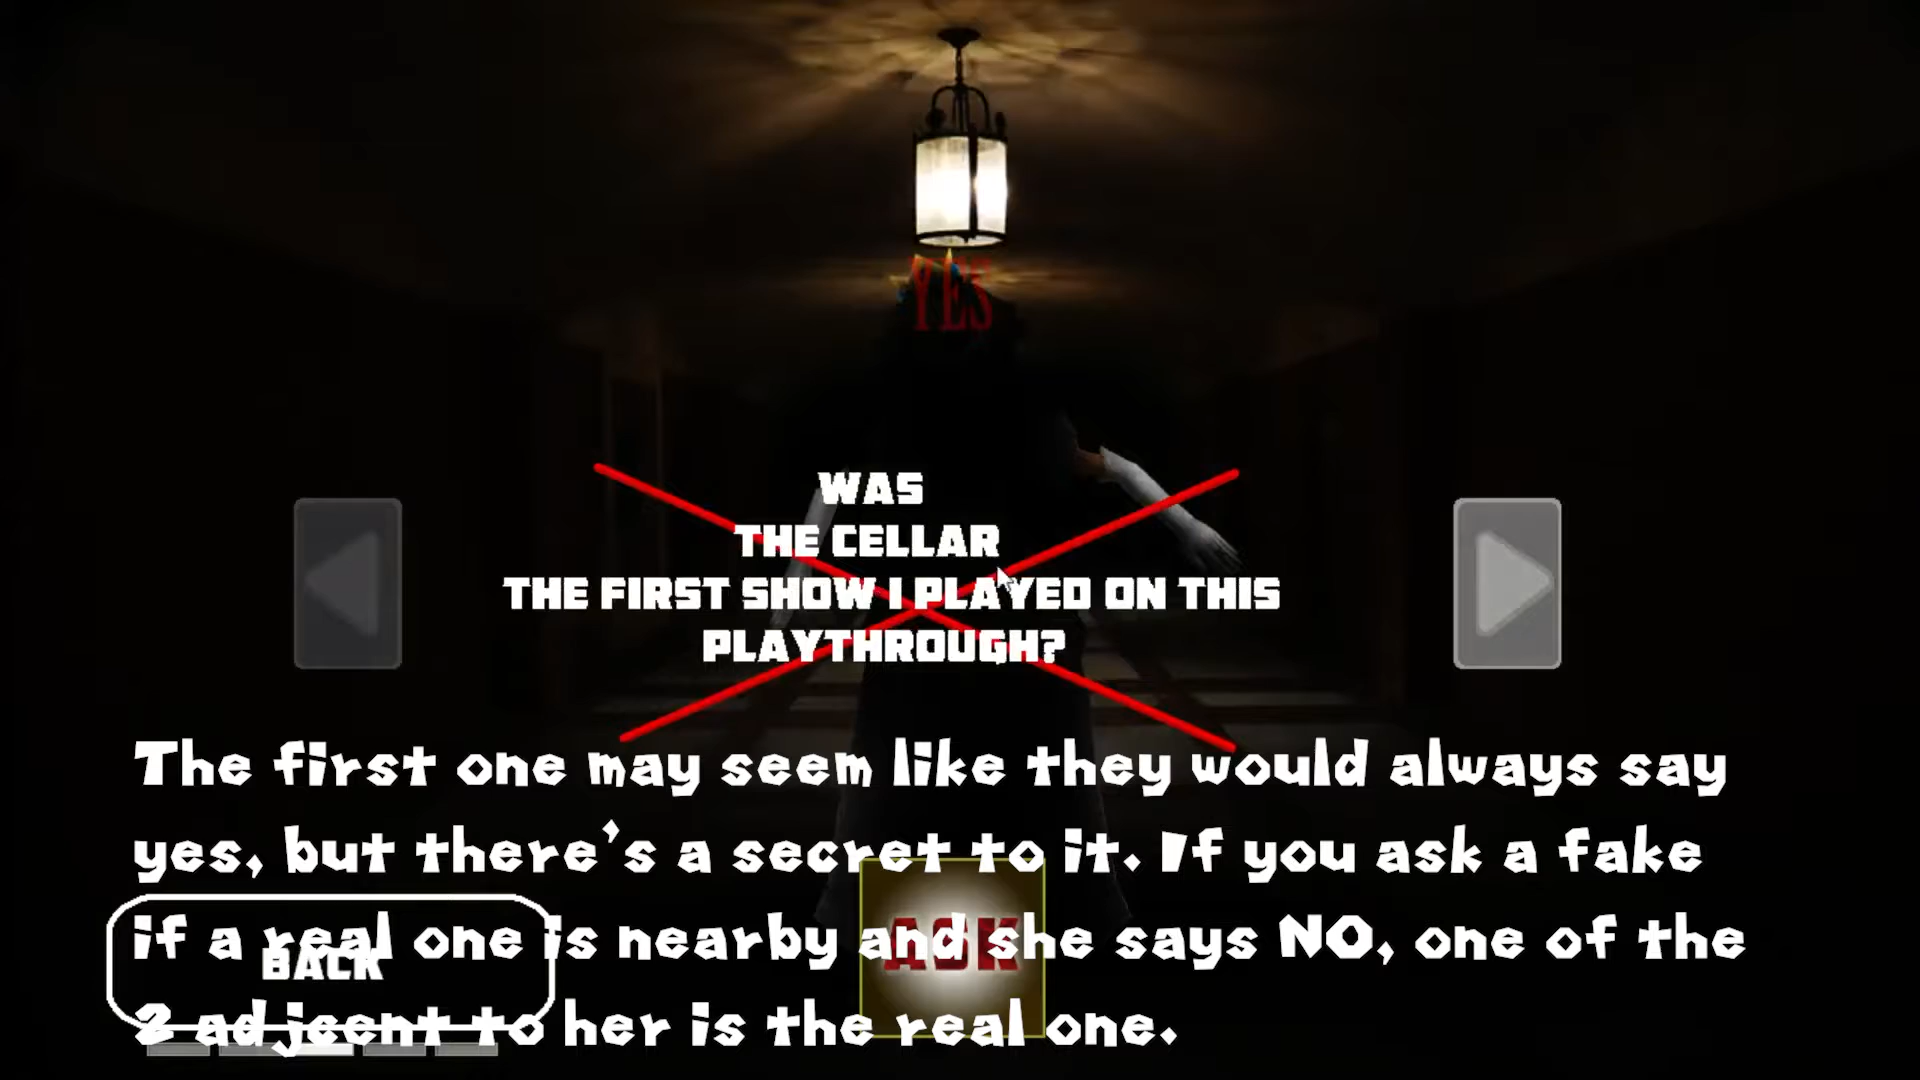 YES
WAS
THE CELLAR
THE FIRST SHOW I PLAYED ON THIS
PLAYTHROUGH?
The first one may seem like they would always say
yes, but there's a secret to it. If you ask a fake
if a real one is nearby and she says NO, one of the
2 adjcent to her is the real one.
BACK
ASK